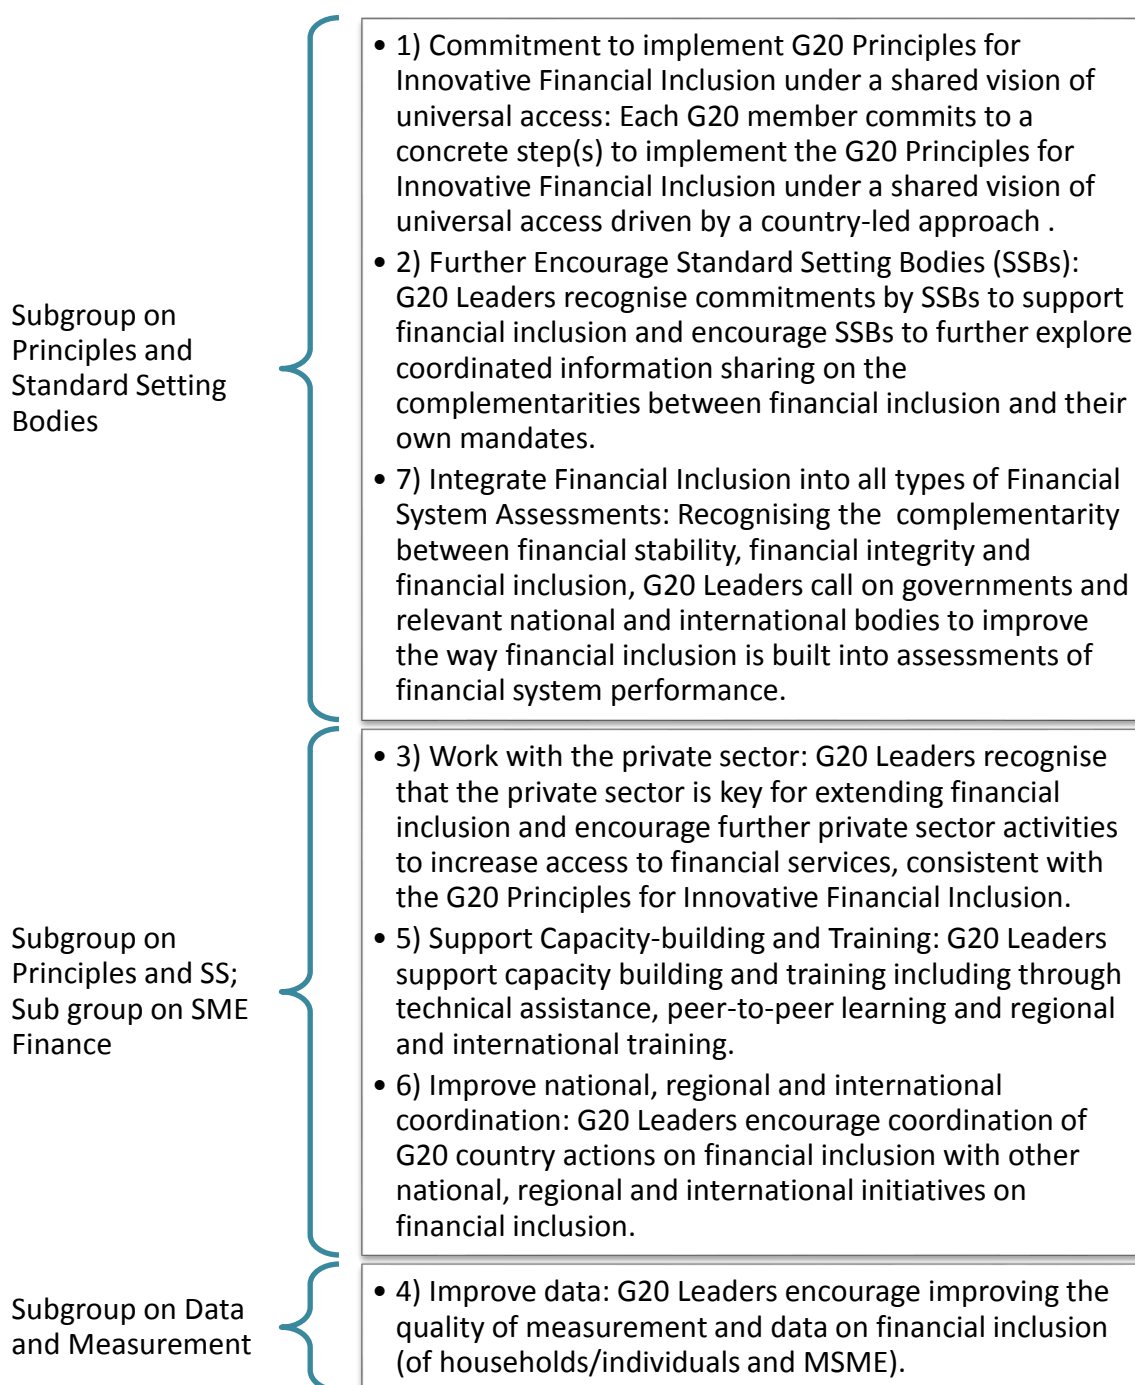 Subgroup on
Principles and
Standard Setting
Bodies
• 1) Commitment to implement G20 Principles for
Innovative Financial Inclusion under a shared vision of
universal access: Each G20 member commits to a
concrete step(s) to implement the G20 Principles for
Innovative Financial Inclusion under a shared vision of
universal access driven by a country-led approach .
• 2) Further Encourage Standard Setting Bodies (SSBs):
G20 Leaders recognise commitments by SSBs to support
financial inclusion and encourage SSBs to further explore
coordinated information sharing on the
complementarities between financial inclusion and their
own mandates.
• 7) Integrate Financial Inclusion into all types of Financial
System Assessments: Recognising the complementarity
between financial stability, financial integrity and
financial inclusion, G20 Leaders call on governments and
relevant national and international bodies to improve
the way financial inclusion is built into assessments of
financial system performance.
Subgroup on
Principles and SS;
Sub group on SME
Finance
• 3) Work with the private sector: G20 Leaders recognise
that the private sector is key for extending financial
inclusion and encourage further private sector activities
to increase access to financial services, consistent with
the G20 Principles for Innovative Financial Inclusion.
• 5) Support Capacity-building and Training: G20 Leaders
support capacity building and training including through
technical assistance, peer-to-peer learning and regional
and international training.
• 6) Improve national, regional and international
coordination: G20 Leaders encourage coordination of
G20 country actions on financial inclusion with other
national, regional and international initiatives on
financial inclusion.
Subgroup on Data
and Measurement
• 4) Improve data: G20 Leaders encourage improving the
quality of measurement and data on financial inclusion
(of households/individuals and MSME).